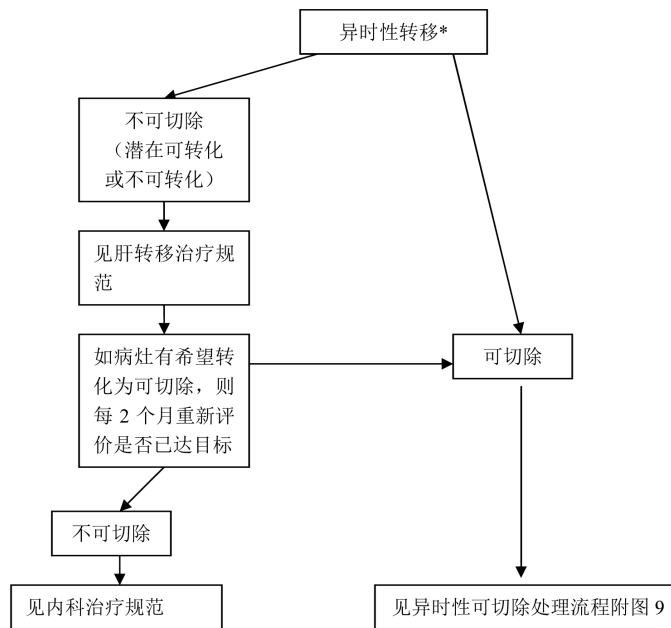 异时性转移*
不可切除
（潜在可转化
或不可转化）
见肝转移治疗规
范
如病灶有希望转
化为可切除，则
每 2 个月重新评
价是否已达目标
可切除
不可切除
见内科治疗规范
见异时性可切除处理流程附图 9